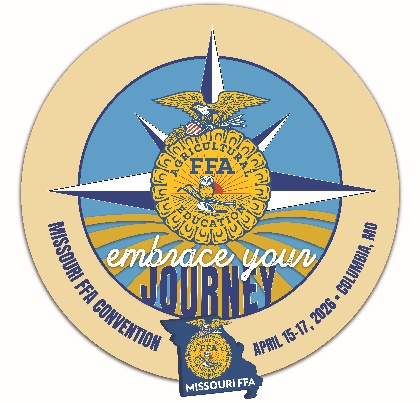 AGRICULTURAL
FFA
EDUCATION
embrace your
JOURNEY
MISSOURI FFA CONVENTION
APRIL 15-17, 2026 • COLUMBIA, MO
FFA
MISSOURI FFA